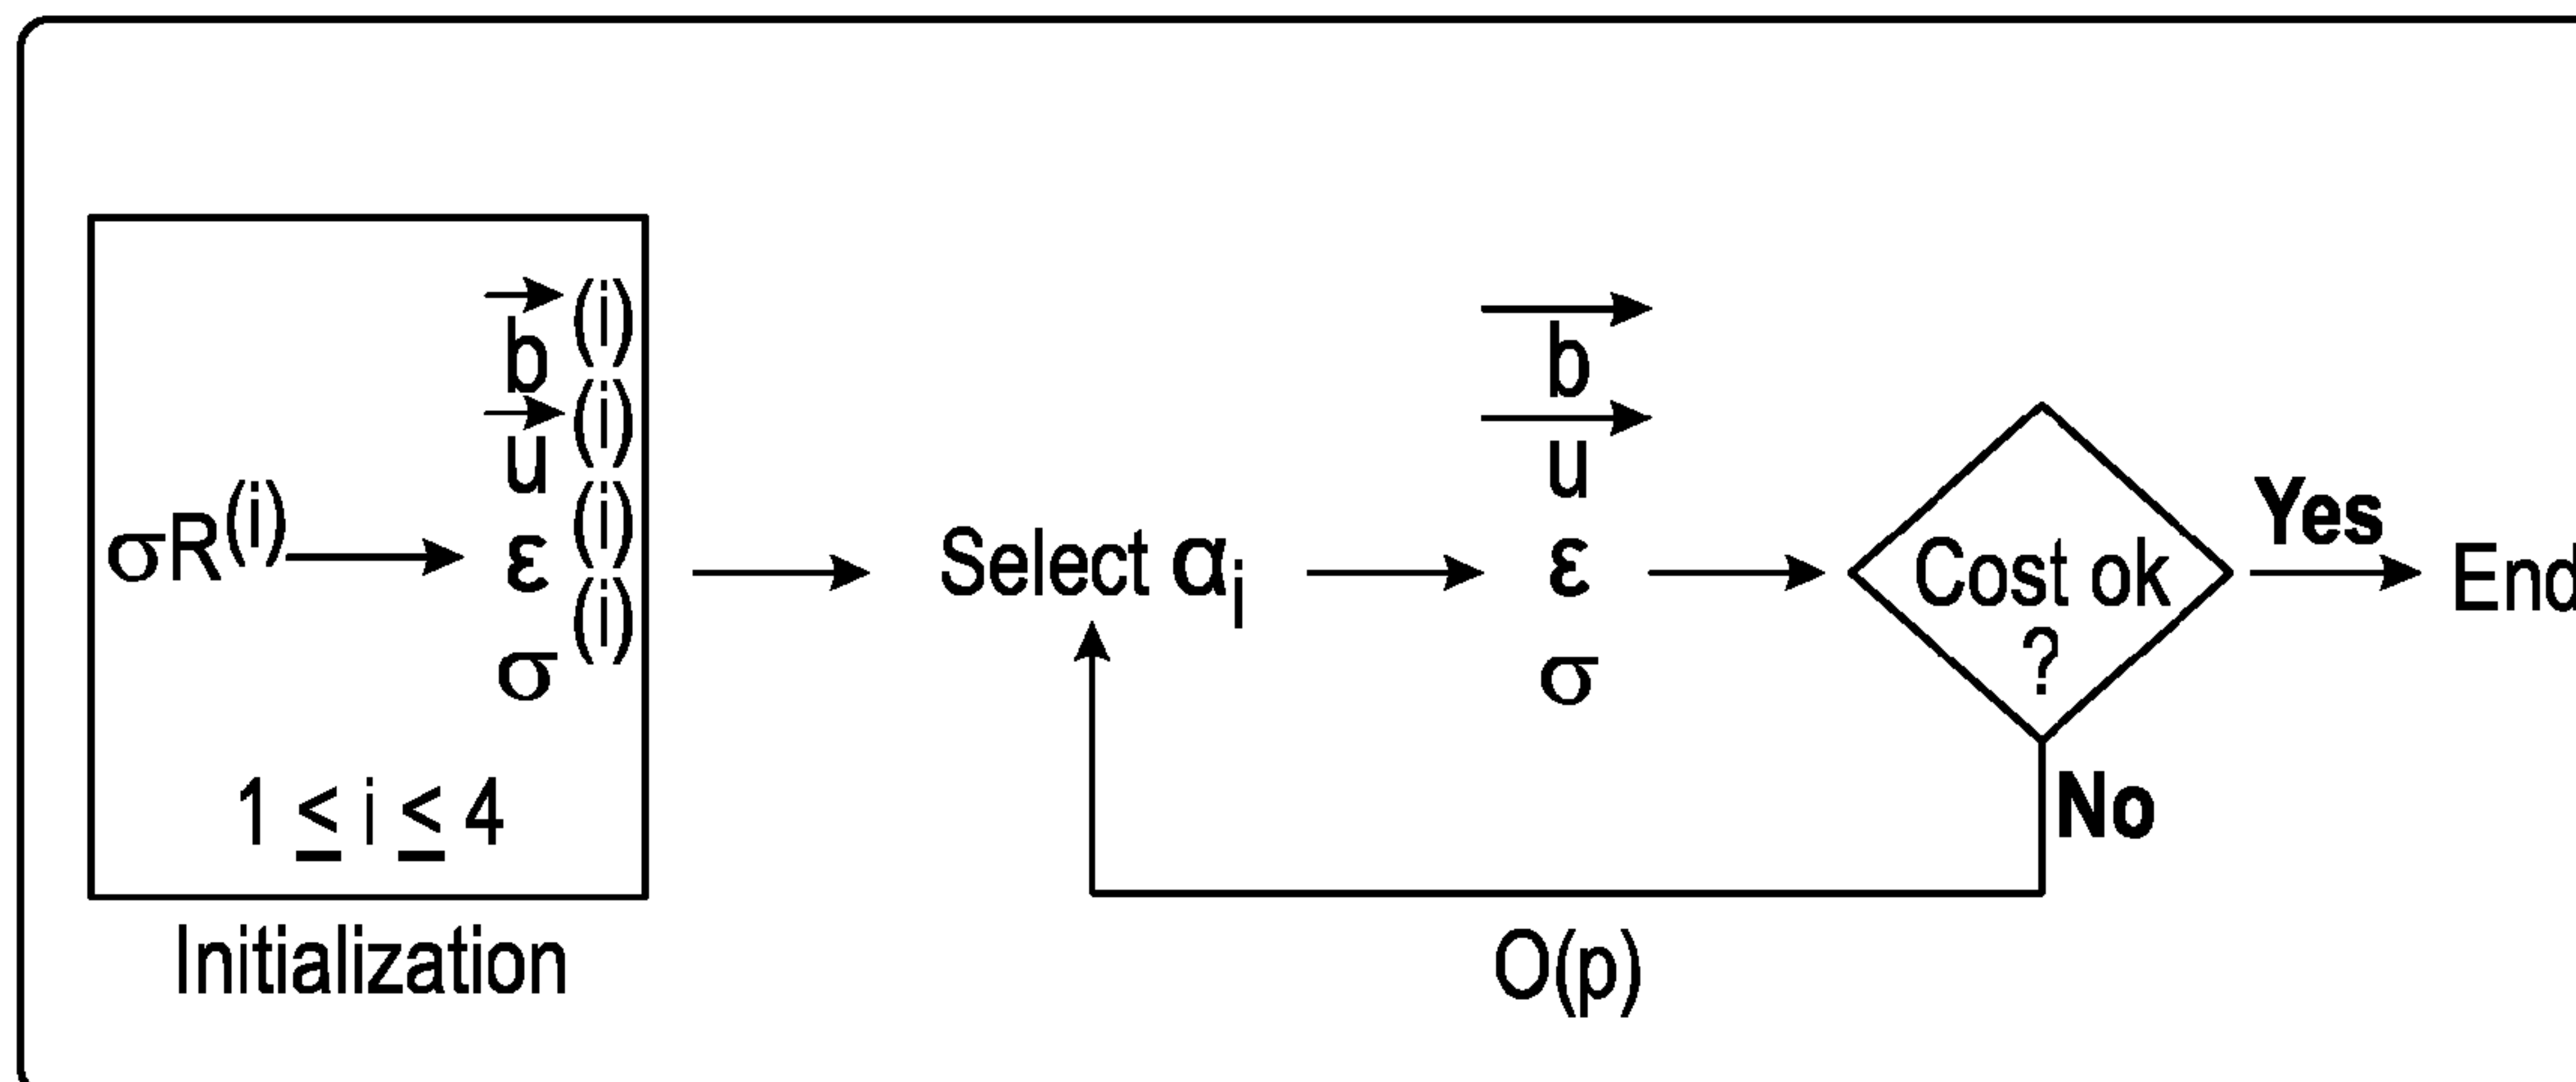 σR(i)
b (i)
u (i)
ε (i)
σ (i)
1 ≤ i ≤ 4
Initialization
Select αi
b
u
ε
σ
Cost ok
?
Yes
End
No
O(p)